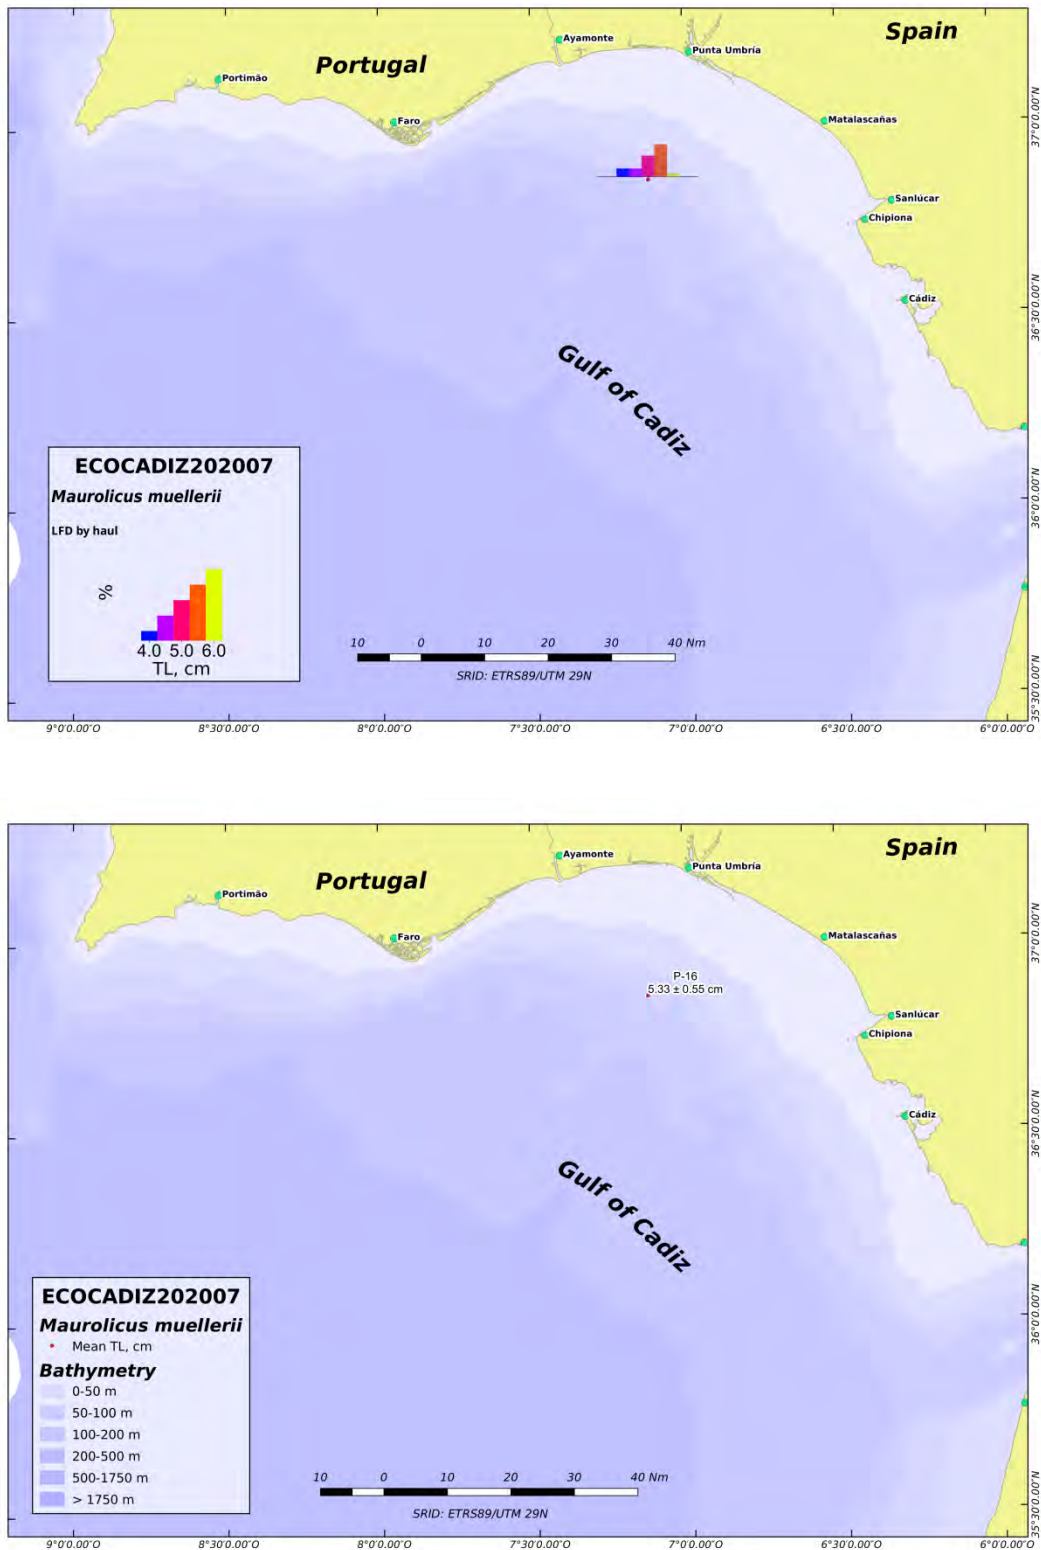 Spain
Ayamonte
Punta Umbría
Portugal
Portimão
Faro
Matalascañas
37°0'0.00"N
Sanlúcar
Chipiona
Cádiz
36°30'0.00"N
Gulf of Cadiz
ECOCADIZ202007
Maurolicus muellerii
LFD by haul
%
4.0 5.0 6.0
TL, cm
36°0'0.00"N
10 0 10 20 30 40 Nm
SRID: ETRS89/UTM 29N
35°30'0.00"N
9°0'0.00"O 8°30'0.00"O 8°0'0.00"O 7°30'0.00"O 7°0'0.00"O 6°30'0.00"O 6°0'0.00"O
Spain
Ayamonte
Punta Umbría
Portugal
Portimão
Faro
Matalascañas
37°0'0.00"N
P-16
5.33 ± 0.55 cm
Sanlúcar
Chipiona
Cádiz
36°30'0.00"N
Gulf of Cadiz
ECOCADIZ202007
Maurolicus muellerii
Mean TL, cm
Bathymetry
0-50 m
50-100 m
100-200 m
200-500 m
500-1750 m
> 1750 m
36°0'0.00"N
10 0 10 20 30 40 Nm
SRID: ETRS89/UTM 29N
35°30'0.00"N
9°0'0.00"O 8°30'0.00"O 8°0'0.00"O 7°30'0.00"O 7°0'0.00"O 6°30'0.00"O 6°0'0.00"O